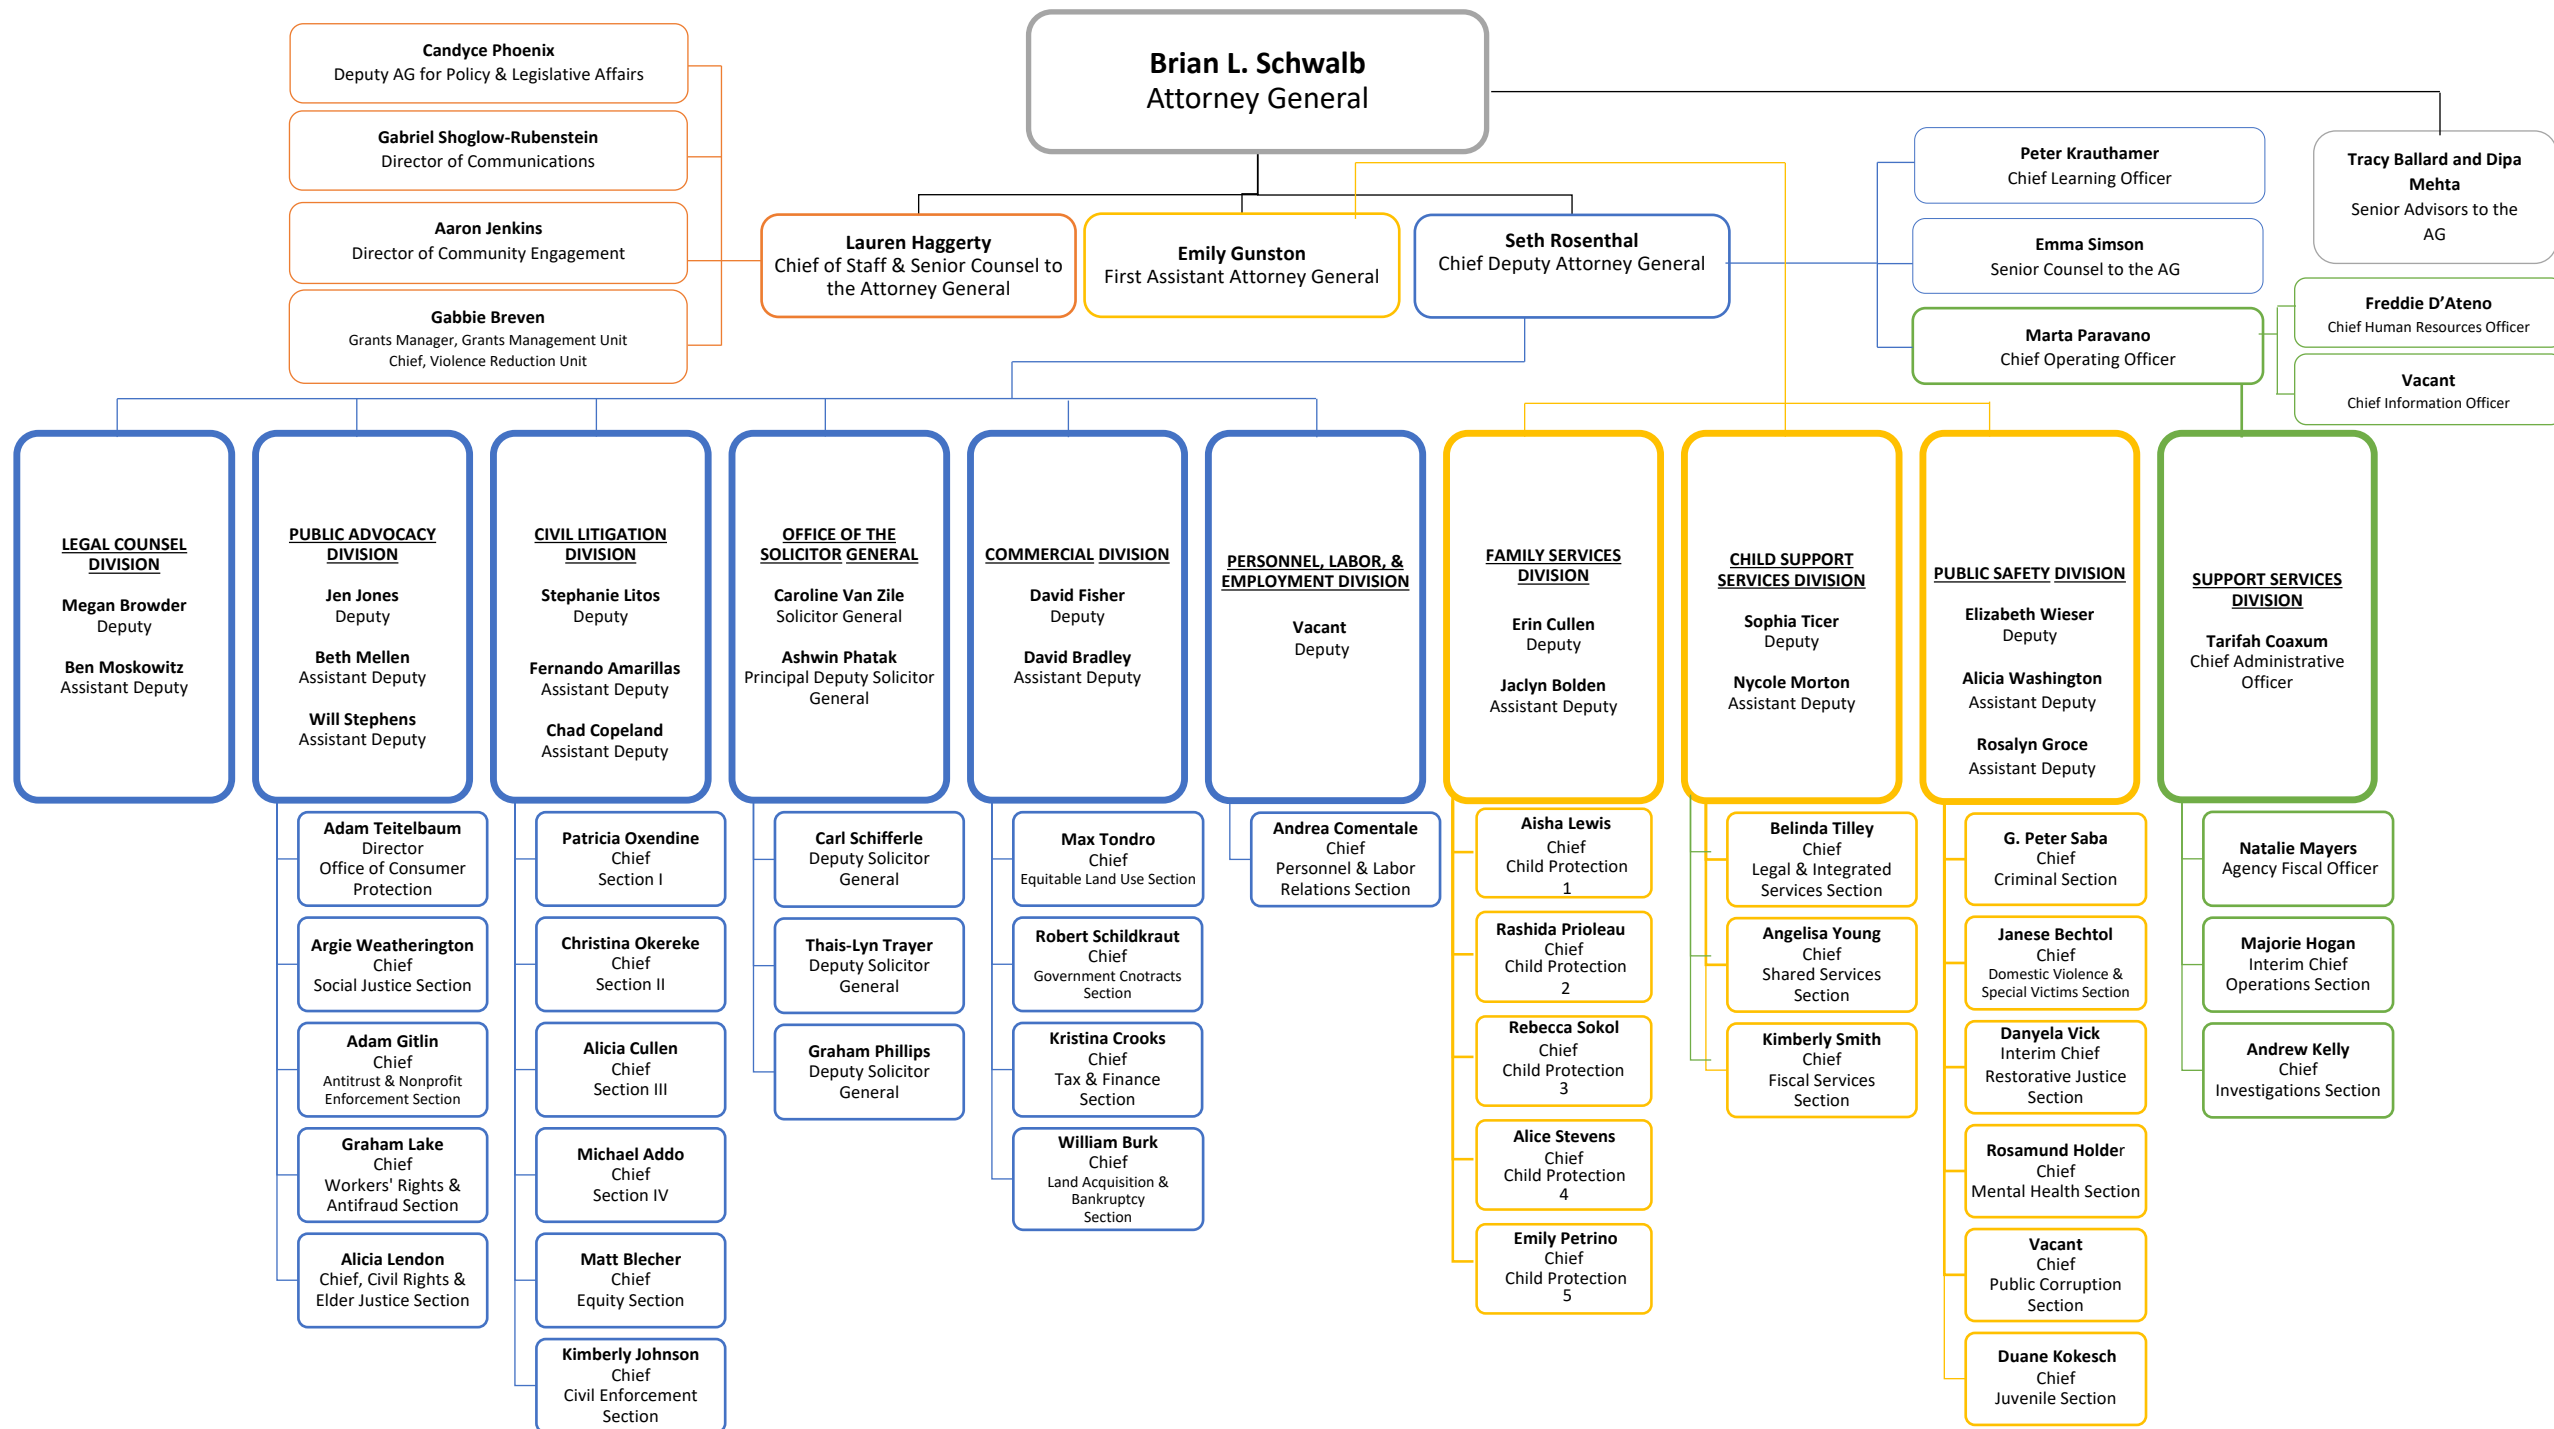 Brian L. Schwalb
Attorney General
Candyce Phoenix
Deputy AG for Policy & Legislative Affairs
Gabriel Shoglow-Rubenstein
Director of Communications
Aaron Jenkins
Director of Community Engagement
Gabbie Breven
Grants Manager, Grants Management Unit
Chief, Violence Reduction Unit
Lauren Haggerty
Chief of Staff & Senior Counsel to
the Attorney General
Emily Gunston
First Assistant Attorney General
Seth Rosenthal
Chief Deputy Attorney General
Peter Krauthamer
Chief Learning Officer
Emma Simson
Senior Counsel to the AG
Marta Paravano
Chief Operating Officer
Tracy Ballard and Dipa
Mehta
Senior Advisors to the
AG
Freddie D’Ateno
Chief Human Resources Officer
Vacant
Chief Information Officer
LEGAL COUNSEL
DIVISION
Megan Browder
Deputy
Ben Moskowitz
Assistant Deputy
PUBLIC ADVOCACY
DIVISION
Jen Jones
Deputy
Beth Mellen
Assistant Deputy
Will Stephens
Assistant Deputy
Adam Teitelbaum
Director
Office of Consumer
Protection
Argie Weatherington
Chief
Social Justice Section
Adam Gitlin
Chief
Antitrust & Nonprofit
Enforcement Section
Graham Lake
Chief
Workers' Rights &
Antifraud Section
Alicia Lendon
Chief, Civil Rights &
Elder Justice Section
CIVIL LITIGATION
DIVISION
Stephanie Litos
Deputy
Fernando Amarillas
Assistant Deputy
Chad Copeland
Assistant Deputy
Patricia Oxendine
Chief
Section I
Christina Okereke
Chief
Section II
Alicia Cullen
Chief
Section III
Michael Addo
Chief
Section IV
Matt Blecher
Chief
Equity Section
Kimberly Johnson
Chief
Civil Enforcement
Section
OFFICE OF THE
SOLICITOR GENERAL
Caroline Van Zile
Solicitor General
Ashwin Phatak
Principal Deputy Solicitor
General
Carl Schifferle
Deputy Solicitor
General
Thais-Lyn Trayer
Deputy Solicitor
General
Graham Phillips
Deputy Solicitor
General
COMMERCIAL DIVISION
David Fisher
Deputy
David Bradley
Assistant Deputy
Max Tondro
Chief
Equitable Land Use Section
Robert Schildkraut
Chief
Government Cnotracts
Section
Kristina Crooks
Chief
Tax & Finance
Section
William Burk
Chief
Land Acquisition &
Bankruptcy
Section
PERSONNEL, LABOR, &
EMPLOYMENT DIVISION
Vacant
Deputy
Andrea Comentale
Chief
Personnel & Labor
Relations Section
FAMILY SERVICES
DIVISION
Erin Cullen
Deputy
Jaclyn Bolden
Assistant Deputy
Aisha Lewis
Chief
Child Protection
1
Rashida Prioleau
Chief
Child Protection
2
Rebecca Sokol
Chief
Child Protection
3
Alice Stevens
Chief
Child Protection
4
Emily Petrino
Chief
Child Protection
5
CHILD SUPPORT
SERVICES DIVISION
Sophia Ticer
Deputy
Nycole Morton
Assistant Deputy
Belinda Tilley
Chief
Legal & Integrated
Services Section
Angelisa Young
Chief
Shared Services
Section
Kimberly Smith
Chief
Fiscal Services
Section
PUBLIC SAFETY DIVISION
Elizabeth Wieser
Deputy
Alicia Washington
Assistant Deputy
Rosalyn Groce
Assistant Deputy
G. Peter Saba
Chief
Criminal Section
Janese Bechtol
Chief
Domestic Violence &
Special Victims Section
Danyela Vick
Interim Chief
Restorative Justice
Section
Rosamund Holder
Chief
Mental Health Section
Vacant
Chief
Public Corruption
Section
Duane Kokesch
Chief
Juvenile Section
SUPPORT SERVICES
DIVISION
Tarifah Coaxum
Chief Administrative
Officer
Natalie Mayers
Agency Fiscal Officer
Majorie Hogan
Interim Chief
Operations Section
Andrew Kelly
Chief
Investigations Section